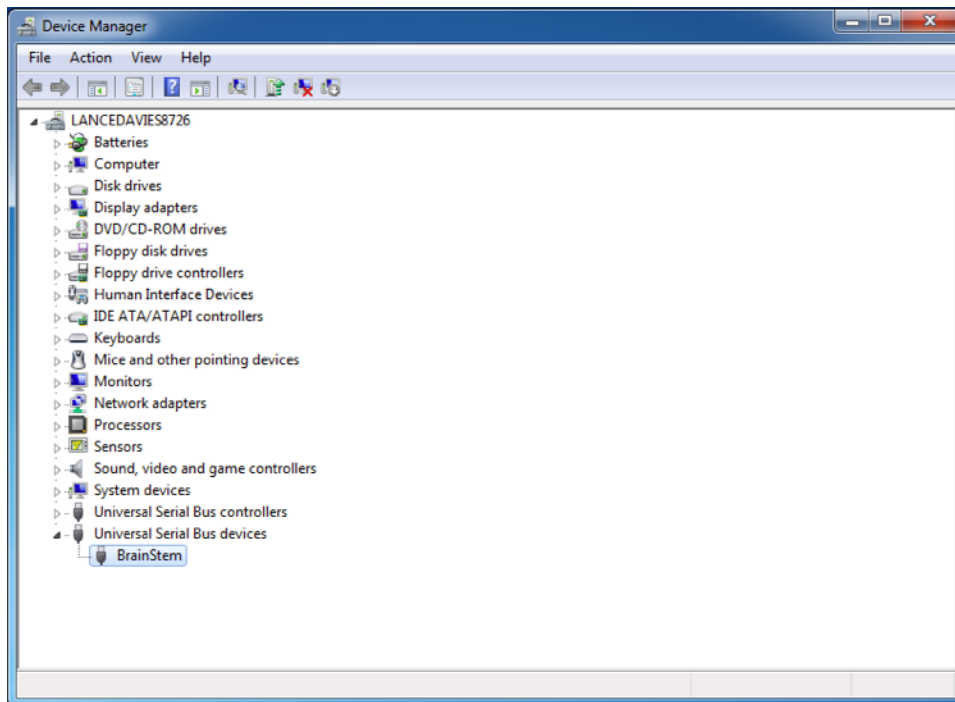 Device Manager
File Action View Help
LANCEDAVIES8726
Batteries
Computer
Disk drives
Display adapters
DVD/CD-ROM drives
Floppy disk drives
Floppy drive controllers
Human Interface Devices
IDE ATA/ATAPI controllers
Keyboards
Mice and other pointing devices
Monitors
Network adapters
Processors
Sensors
Sound, video and game controllers
System devices
Universal Serial Bus controllers
Universal Serial Bus devices
BrainStem